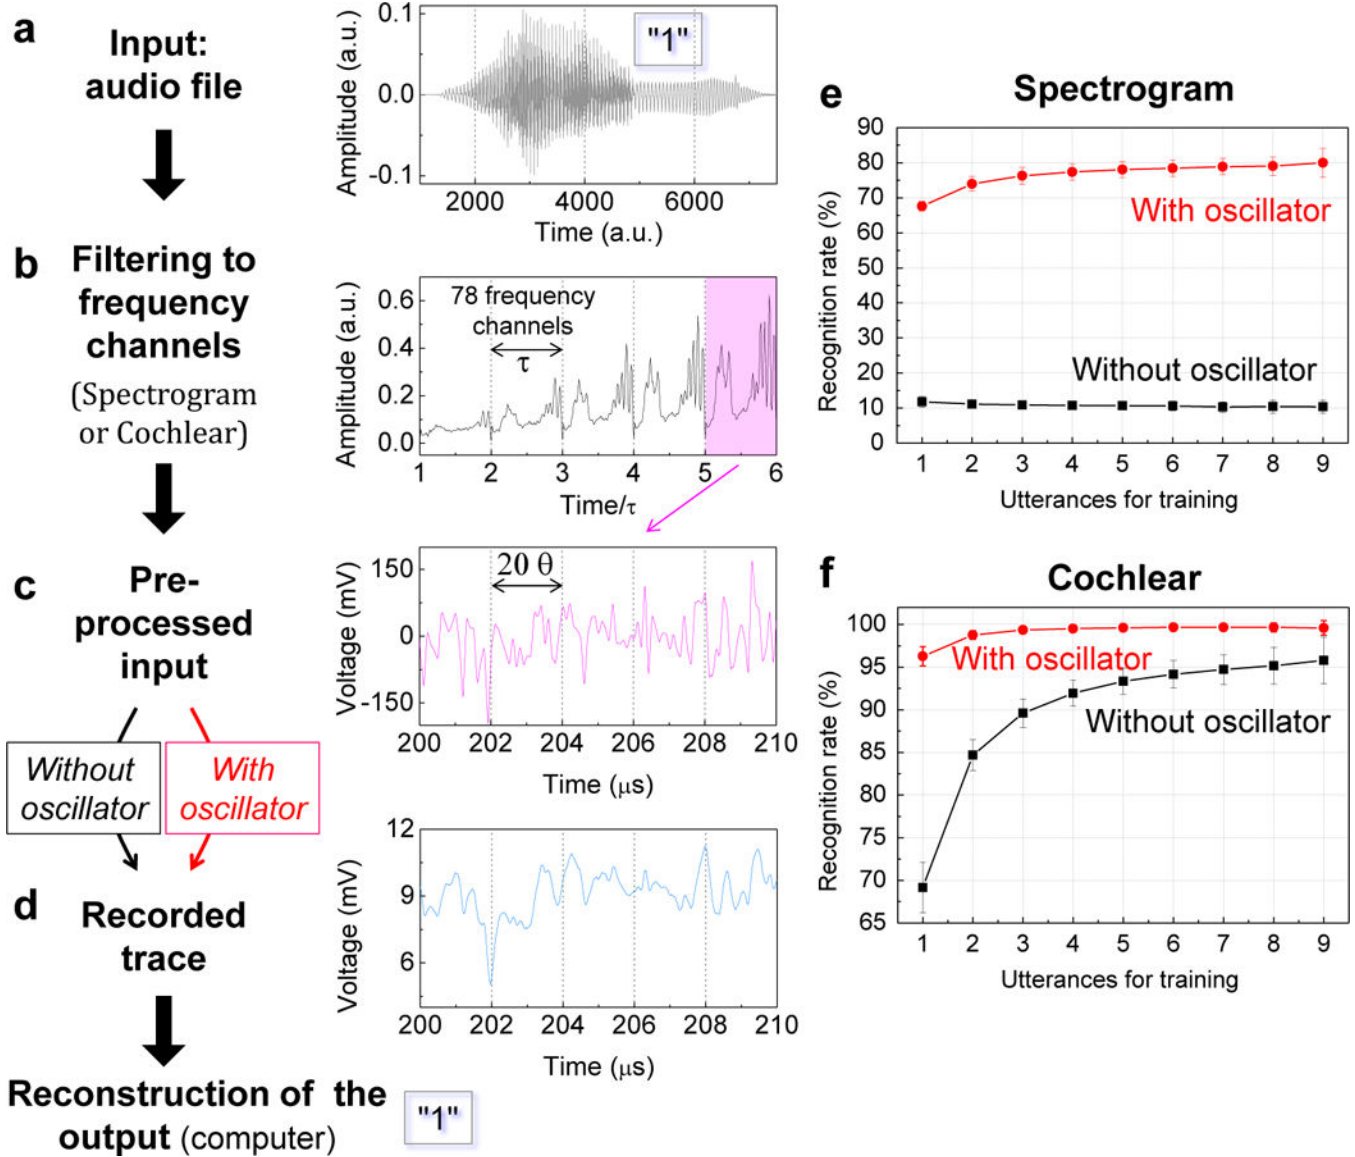 a
Input:
audio file
Amplitude (a.u.)
0.1
0.0
-0.1
"1"
2000 4000 6000
Time (a.u.)
b
Filtering to
frequency
channels
(Spectrogram
or Cochlear)
Amplitude (a.u.)
0.6
0.4
0.2
0.0
78 frequency
channels
τ
1 2 3 4 5 6
Time/τ
c
Pre-
processed
input
Voltage (mV)
150
0
-150
20 θ
200 202 204 206 208 210
Time (μs)
Without
oscillator
With
oscillator
d
Recorded
trace
Voltage (mV)
12
9
6
200 202 204 206 208 210
Time (μs)
Reconstruction of the
output (computer)
"1"
e
Spectrogram
Recognition rate (%)
90
80
70
60
50
40
30
20
10
0
With oscillator
Without oscillator
1 2 3 4 5 6 7 8 9
Utterances for training
f
Cochlear
Recognition rate (%)
100
95
90
85
80
75
70
65
With oscillator
Without oscillator
1 2 3 4 5 6 7 8 9
Utterances for training